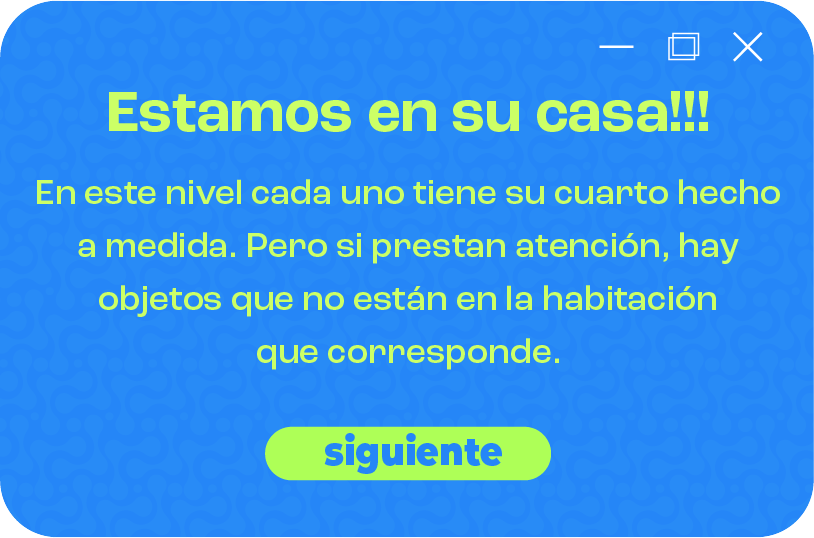 Estamos en su casa!!!
En este nivel cada uno tiene su cuarto hecho
a medida. Pero si prestan atención, hay
objetos que no están en la habitación
que corresponde.
siguiente